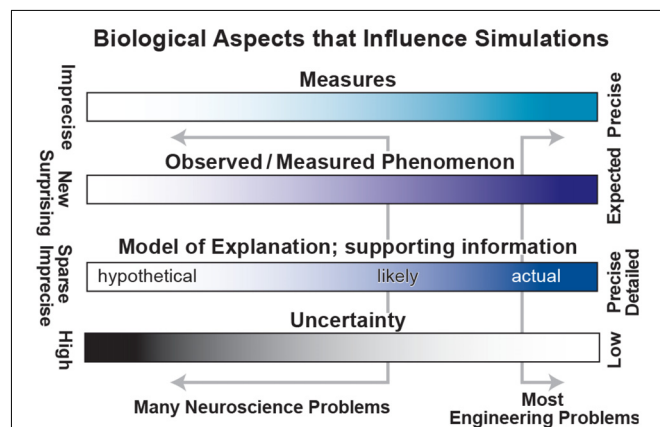 Biological Aspects that Influence Simulations
Measures
Imprecise
Precise
Observed / Measured Phenomenon
New
Surprising
Expected
Model of Explanation; supporting information
Sparse
Imprecise
hypothetical
likely
actual
Precise
Detailed
Uncertainty
High
Low
Many Neuroscience Problems
Most
Engineering Problems